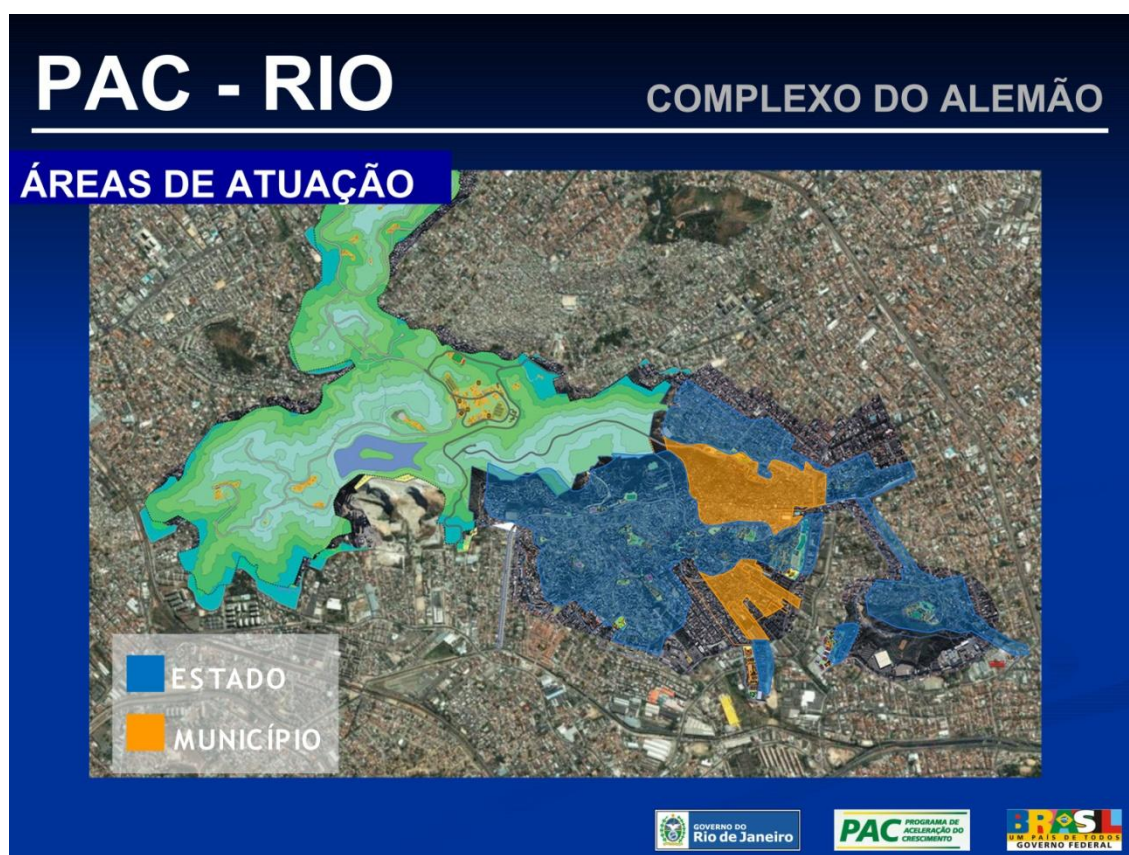 PAC - RIO
COMPLEXO DO ALEMÃO
ÁREAS DE ATUAÇÃO
ESTADO
MUNICÍPIO
GOVERNO DO
Rio de Janeiro
PAC PROGRAMA DE
ACELERAÇÃO DO
CRESCIMENTO
BRASIL
UM PAÍS DE TODOS
GOVERNO FEDERAL